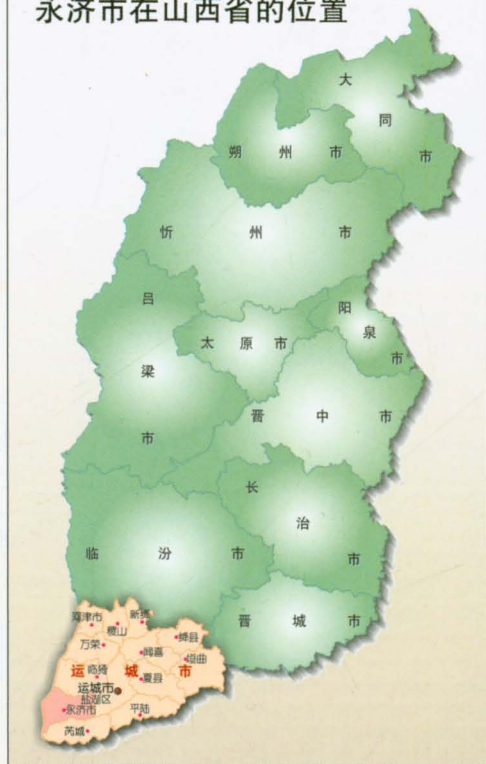 永济市在山西省的位置
大同市
朔州市
忻州市
吕梁市
太原市
阳泉市
晋中市
长治市
临汾市
晋城市
运城市
河津市
稷山
新绛
绛县
万荣
闻喜
垣曲
临猗
夏县
运城市
盐湖区
永济市
平陆
芮城